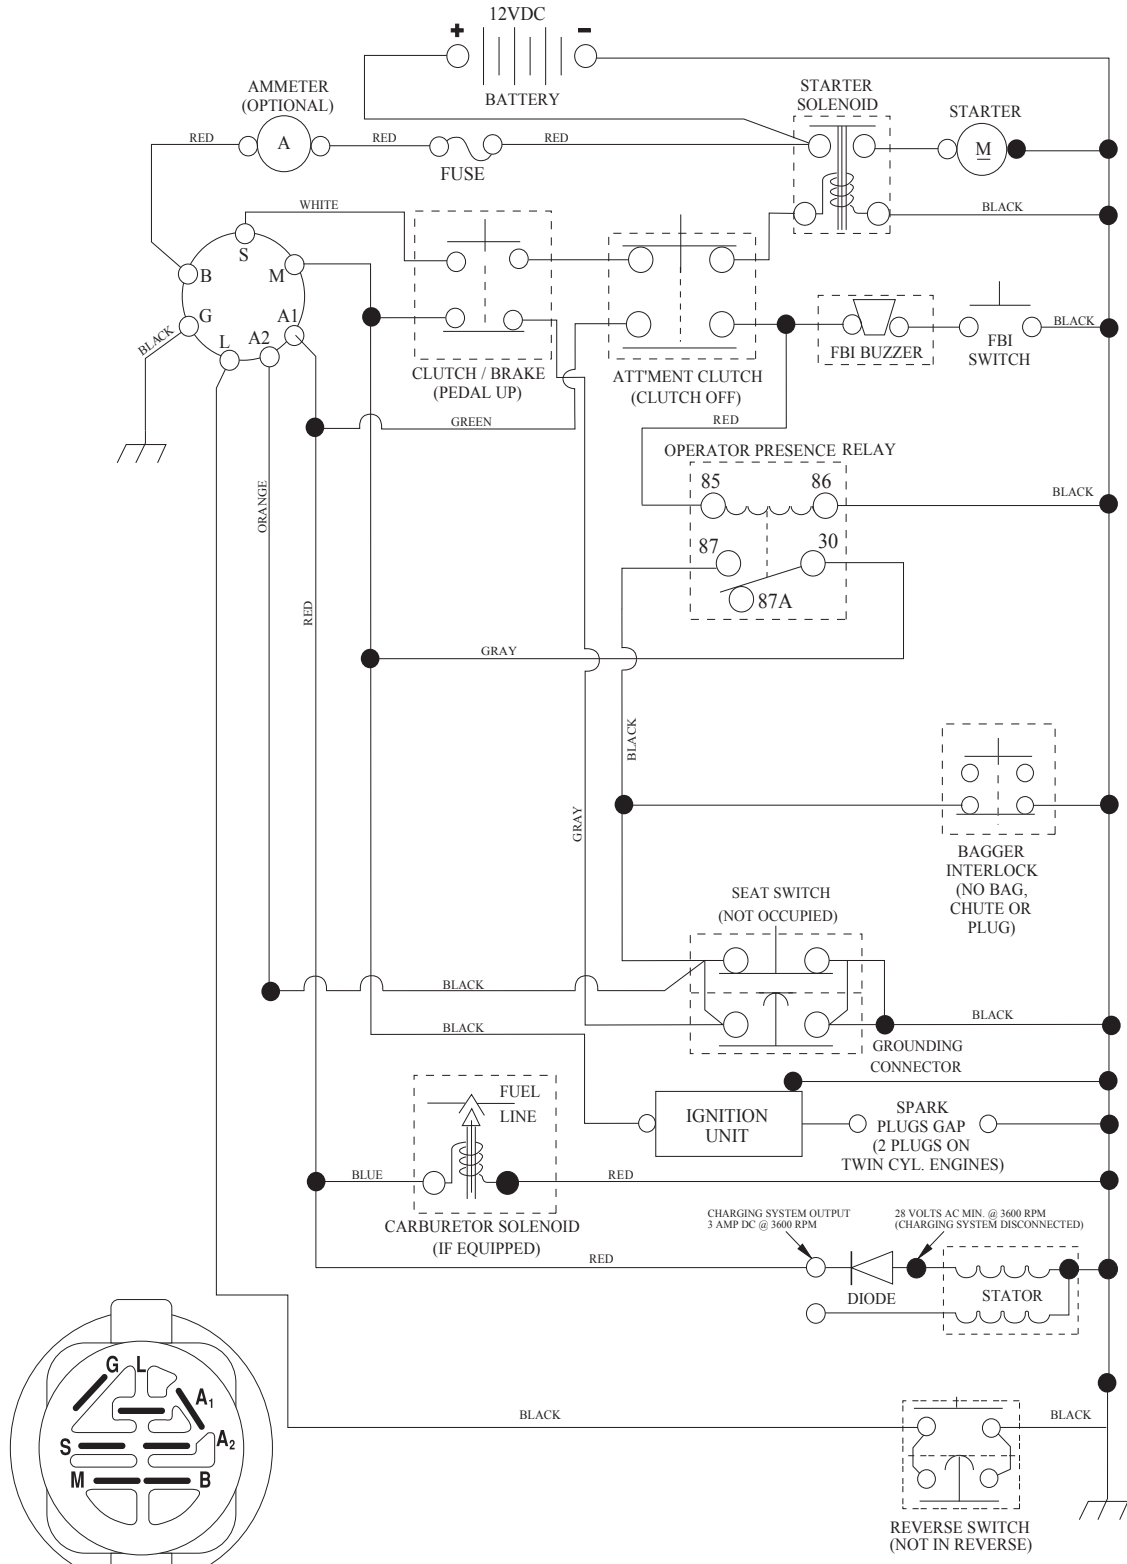 12VDC
+
−
BATTERY
AMMETER
(OPTIONAL)
STARTER
SOLENOID
STARTER
RED
A
RED
FUSE
RED
M
WHITE
BLACK
S
B
M
G
A1
L
A2
BLACK
CLUTCH / BRAKE
(PEDAL UP)
ATT'MENT CLUTCH
(CLUTCH OFF)
FBI BUZZER
FBI
SWITCH
BLACK
GREEN
RED
OPERATOR PRESENCE RELAY
85
86
BLACK
87
30
87A
ORANGE
RED
GRAY
BLACK
GRAY
BAGGER
INTERLOCK
(NO BAG,
CHUTE OR
PLUG)
SEAT SWITCH
(NOT OCCUPIED)
BLACK
BLACK
BLACK
GROUNDING
CONNECTOR
FUEL
LINE
IGNITION
UNIT
SPARK
PLUGS GAP
(2 PLUGS ON
TWIN CYL. ENGINES)
BLUE
RED
CARBURETOR SOLENOID
(IF EQUIPPED)
CHARGING SYSTEM OUTPUT
3 AMP DC @ 3600 RPM
28 VOLTS AC MIN. @ 3600 RPM
(CHARGING SYSTEM DISCONNECTED)
RED
DIODE
STATOR
G
L
A1
S
A2
M
B
BLACK
BLACK
REVERSE SWITCH
(NOT IN REVERSE)